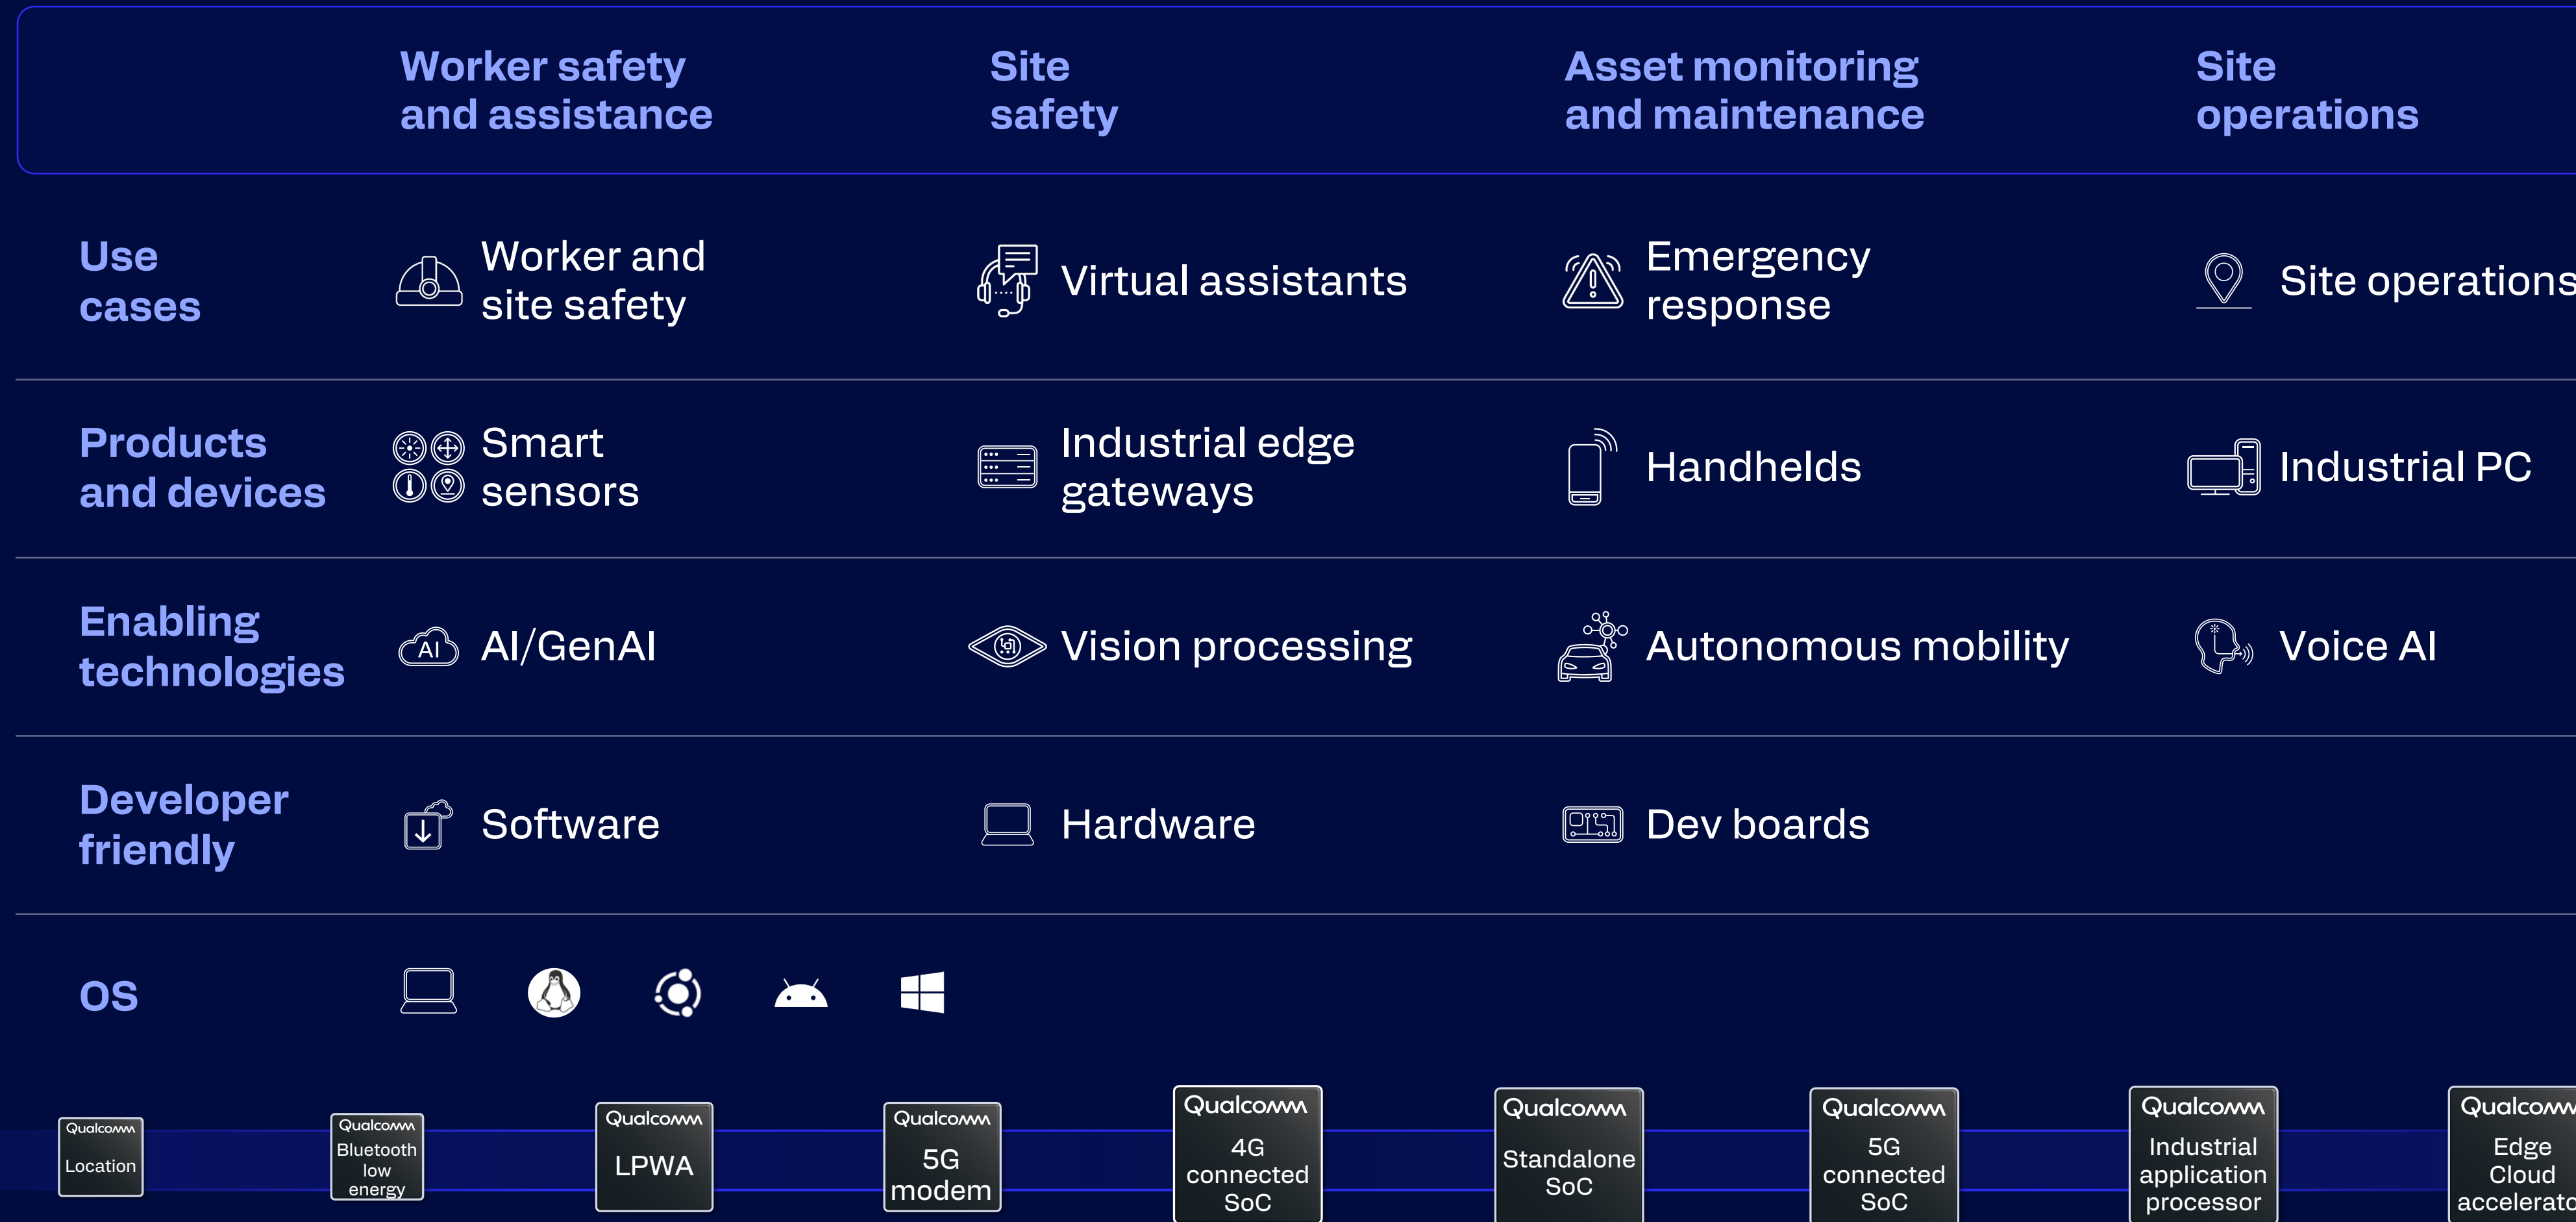 Worker safety
and assistance
Site
safety
Asset monitoring
and maintenance
Site
operations
Use
cases
Worker and
site safety
Virtual assistants
Emergency
response
Site operations
Products
and devices
Smart
sensors
Industrial edge
gateways
Handhelds
Industrial PC
Enabling
technologies
AI
AI/GenAI
Vision processing
Autonomous mobility
Voice AI
Developer
friendly
Software
Hardware
Dev boards
OS
Qualcomm
Location
Qualcomm
Bluetooth
low
energy
Qualcomm
LPWA
Qualcomm
5G
modem
Qualcomm
4G
connected
SoC
Qualcomm
Standalone
SoC
Qualcomm
5G
connected
SoC
Qualcomm
Industrial
application
processor
Qualcomm
Edge
Cloud
accelerato